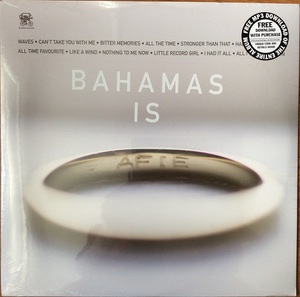 WAVES • CAN'T TAKE YOU WITH ME • BITTER MEMORIES • ALL THE TIME • STRONGER THAN THAT •
ALL TIME FAVOURITE • LIKE A WIND • NOTHING TO ME NOW • LITTLE RECORD GIRL • I HAD IT ALL •
FREE MP3 DOWNLOAD OF THE ENTIRE ALBUM
FREE
DOWNLOAD
WITH PURCHASE
BAHAMAS
IS
AFIE